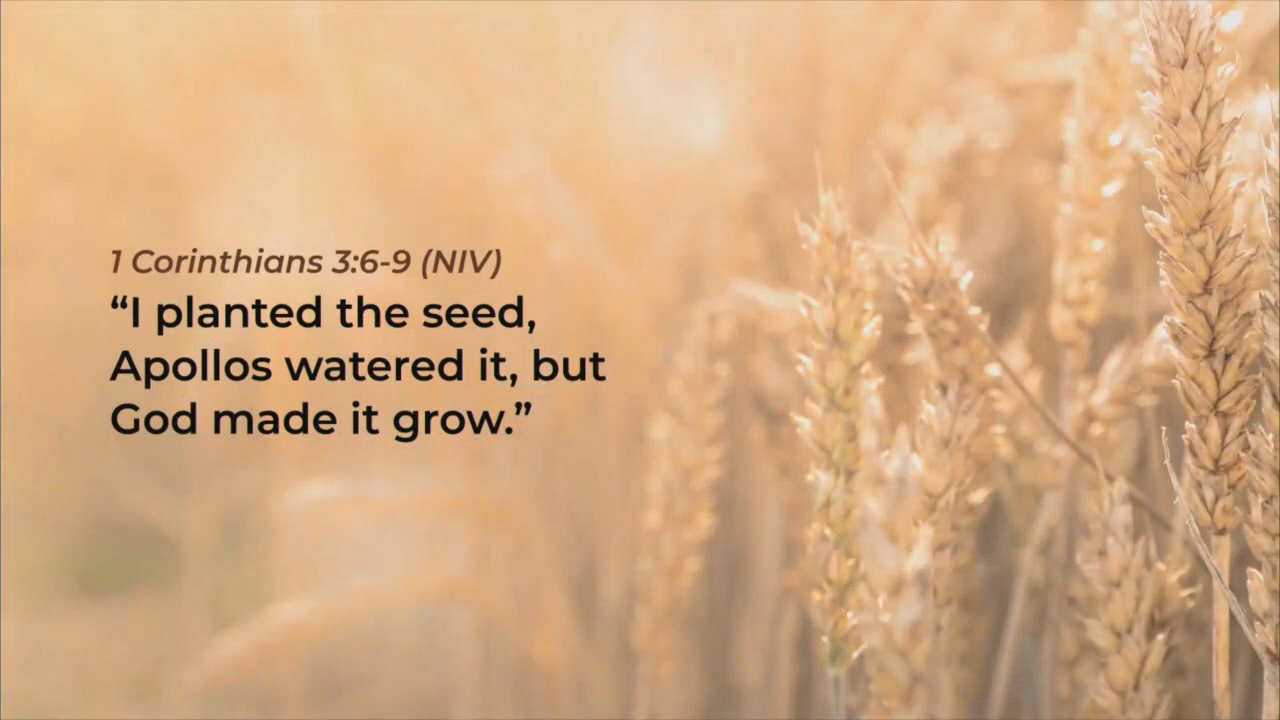 1 Corinthians 3:6-9 (NIV)
“I planted the seed,
Apollos watered it, but
God made it grow.”